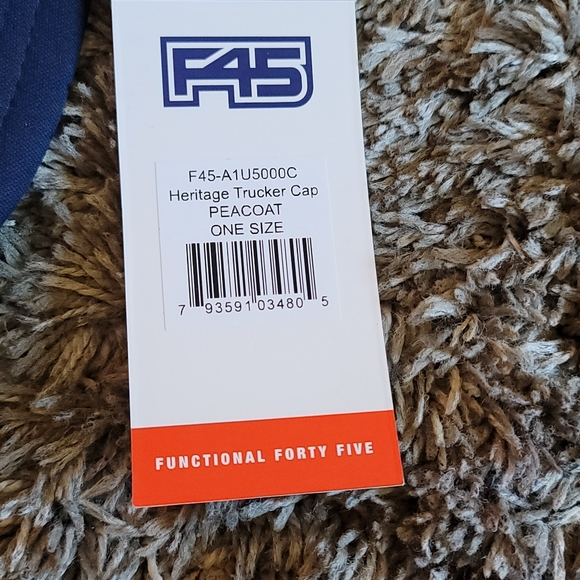 F45
F45-A1U5000C
Heritage Trucker Cap
PEACOAT
ONE SIZE
7 93591 03480 5
FUNCTIONAL FORTY FIVE